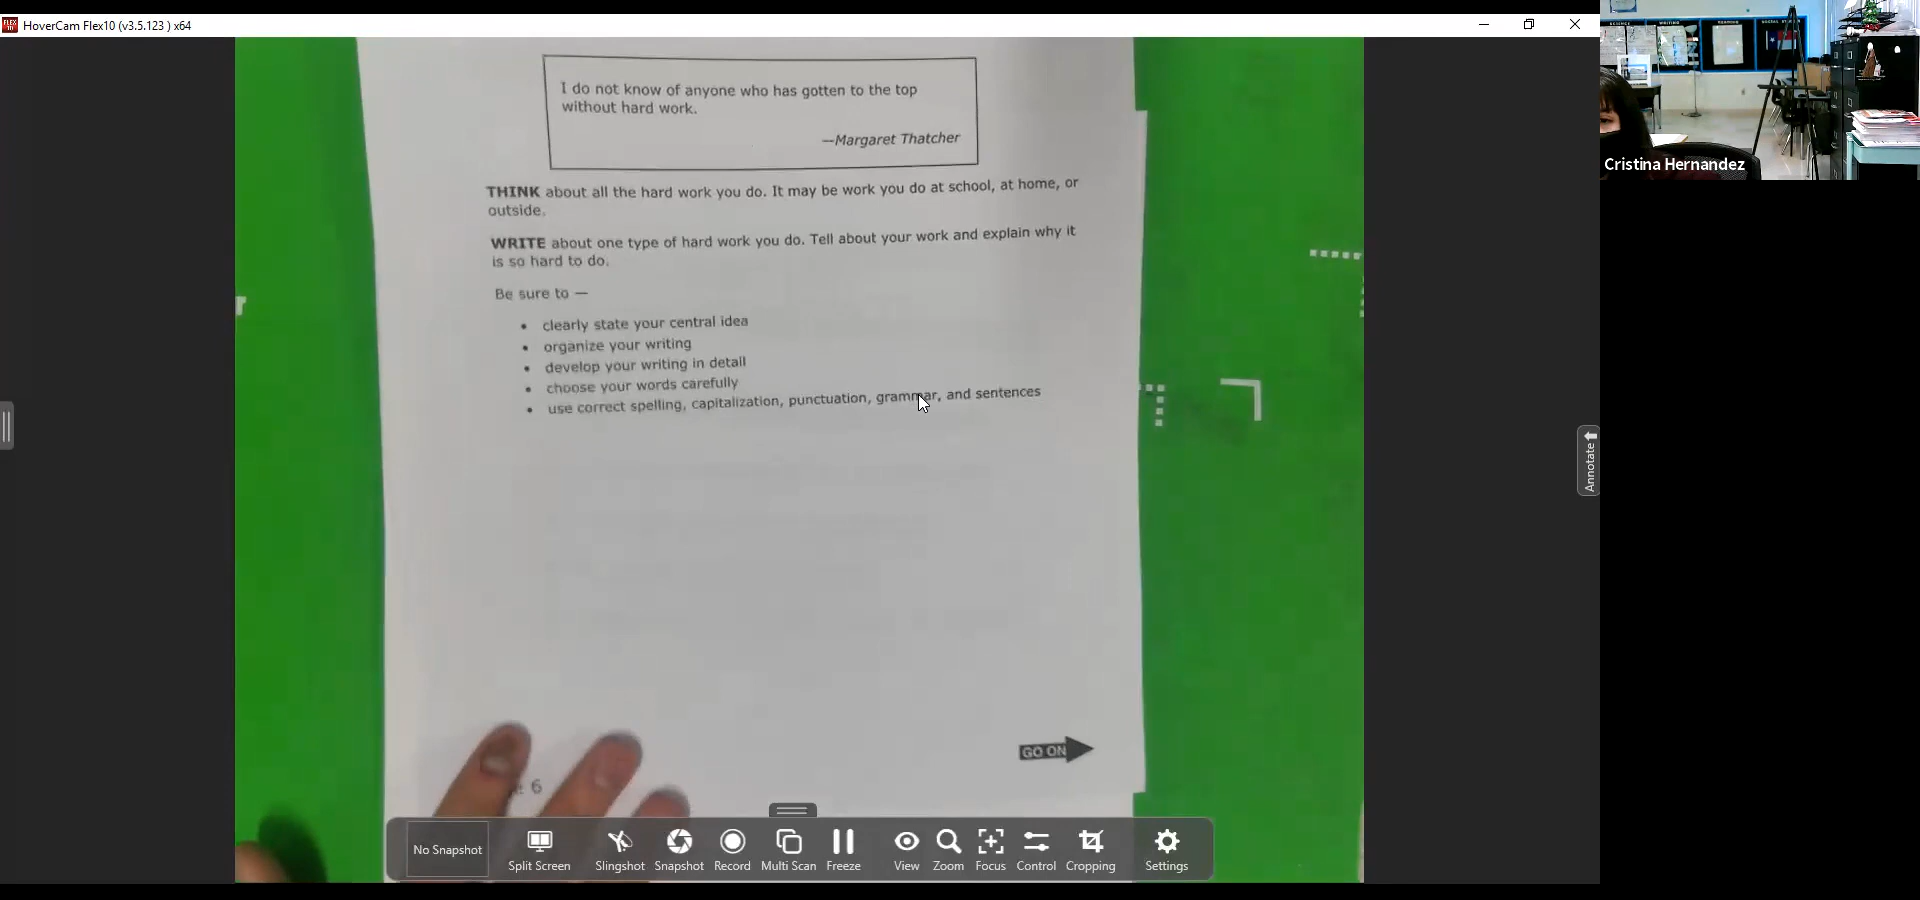 HoverCam Flex10 (v3.5.123 ) x64
I do not know of anyone who has gotten to the top
without hard work.
—Margaret Thatcher
THINK about all the hard work you do. It may be work you do at school, at home, or
outside.
WRITE about one type of hard work you do. Tell about your work and explain why it
is so hard to do.
Be sure to —
• clearly state your central idea
• organize your writing
• develop your writing in detail
• choose your words carefully
• use correct spelling, capitalization, punctuation, grammar, and sentences
GO ON
6
No Snapshot
Split Screen
Slingshot
Snapshot
Record
Multi Scan
Freeze
View
Zoom
Focus
Control
Cropping
Settings
Annotate
SCIENCE
WRITING
READING
Cristina Hernandez